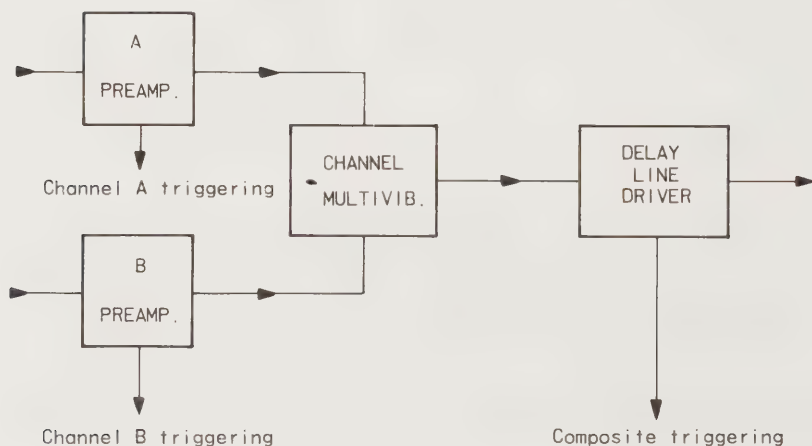 A
PREAMP.
Channel A triggering
B
PREAMP.
Channel B triggering
CHANNEL
MULTIVIB.
DELAY
LINE
DRIVER
Composite triggering